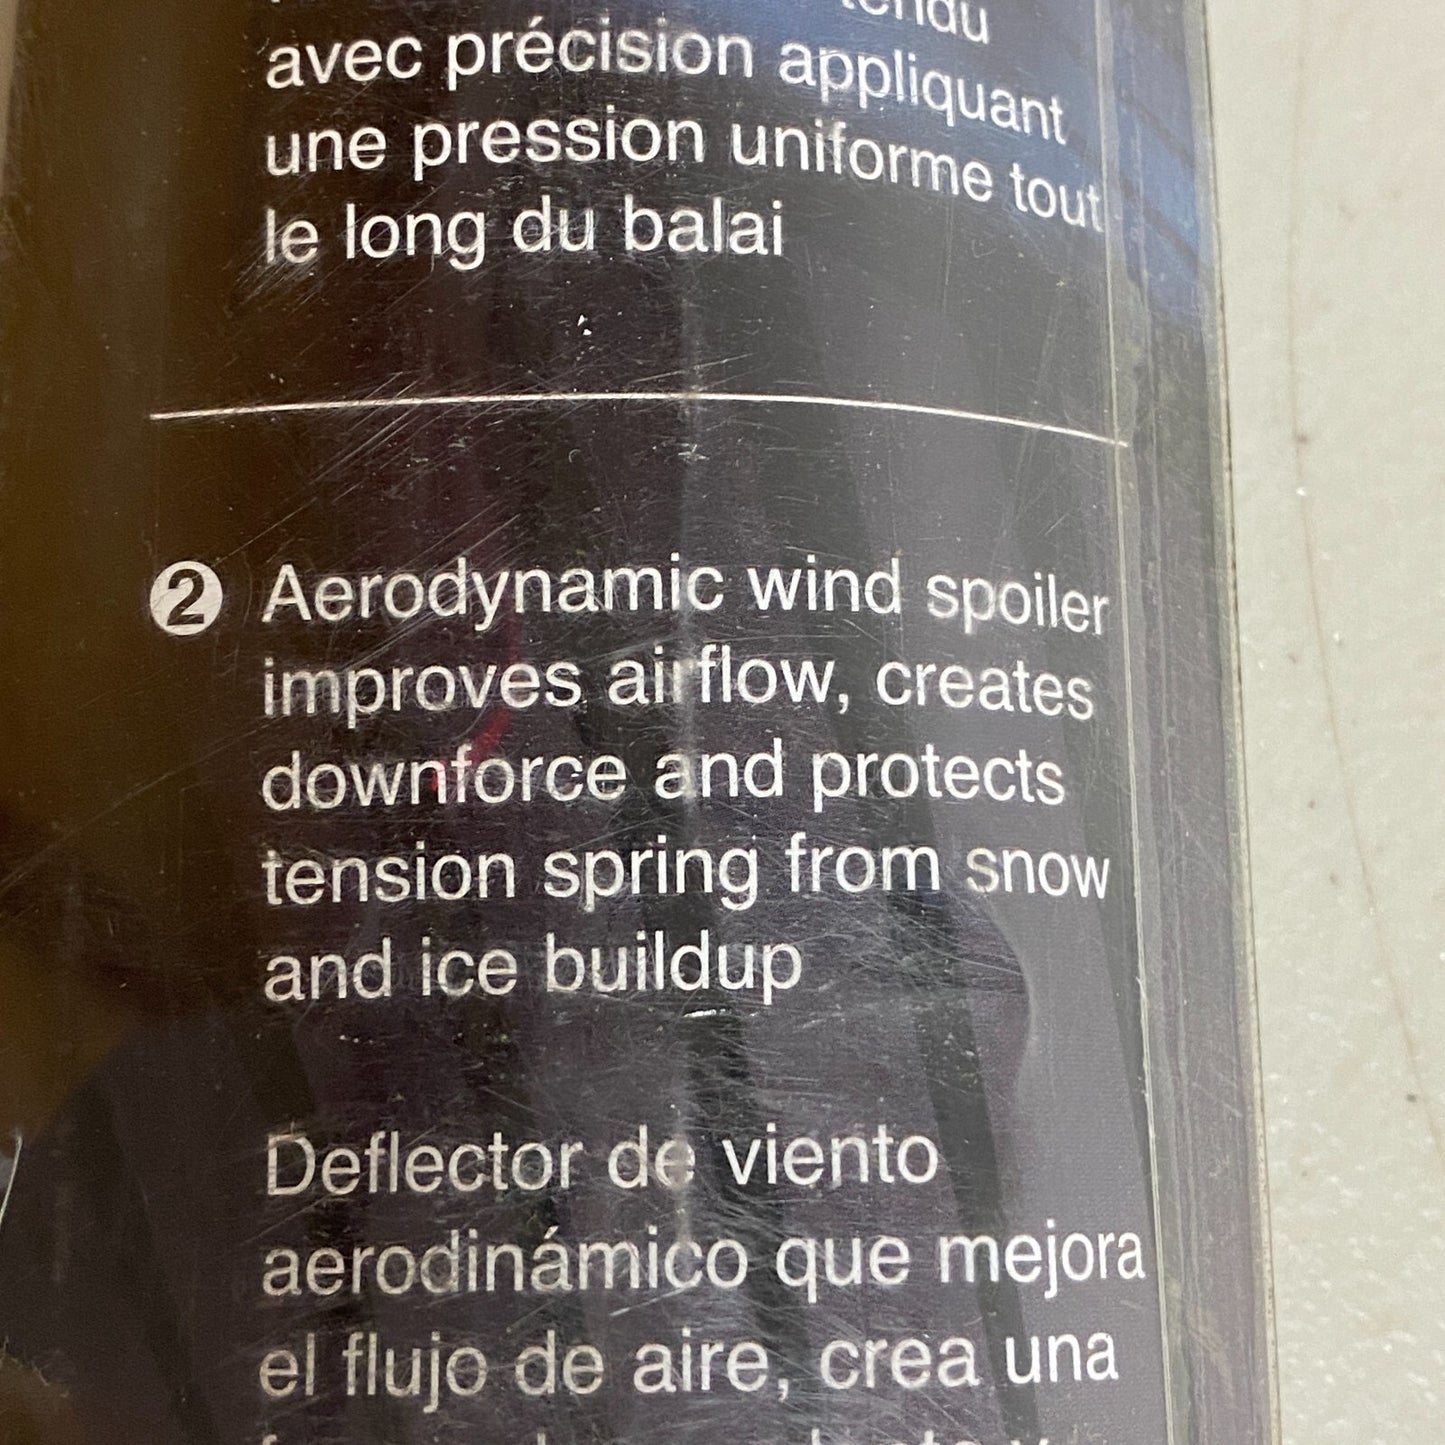 avec précision appliquant
une pression uniforme tout
le long du balai
2 Aerodynamic wind spoiler
improves airflow, creates
downforce and protects
tension spring from snow
and ice buildup
Deflector de viento
aerodinámico que mejora
el flujo de aire, crea una